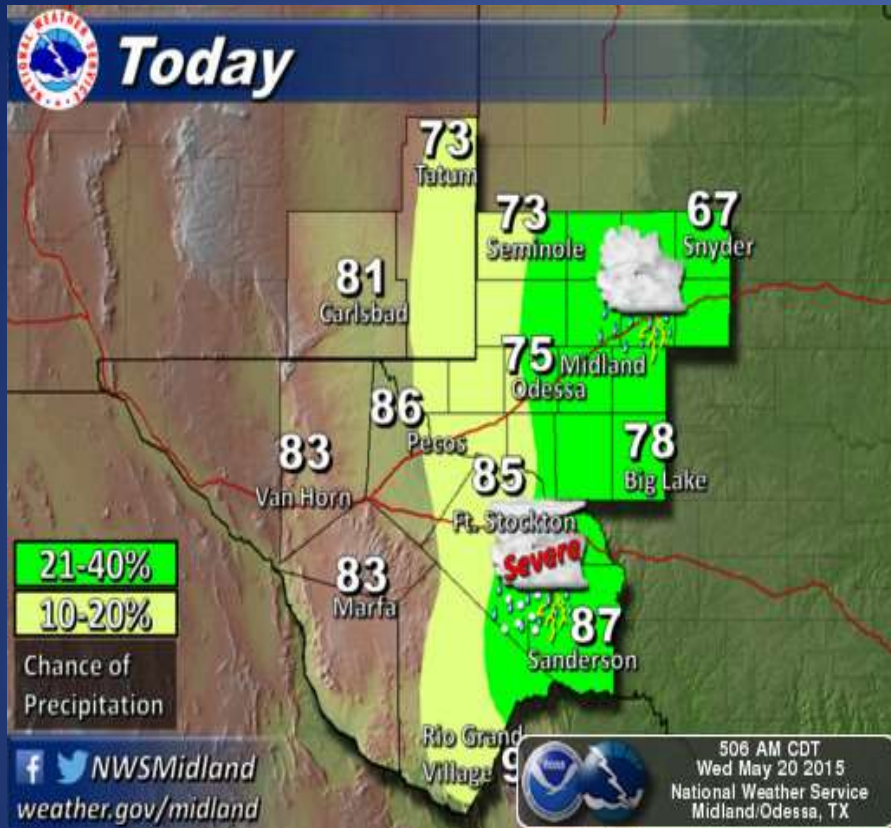 NATIONAL WEATHER SERVICE
Today
73
Tatum
73
Seminole
67
Snyder
81
Carlsbad
75
Midland
Odessa
86
Pecos
78
Big Lake
83
Van Horn
85
Ft. Stockton
Severe
83
Marfa
87
Sanderson
21-40%
10-20%
Chance of
Precipitation
Rio Grand
Village 9
NWSMidland
weather.gov/midland
noaa
506 AM CDT
Wed May 20 2015
National Weather Service
Midland/Odessa, TX